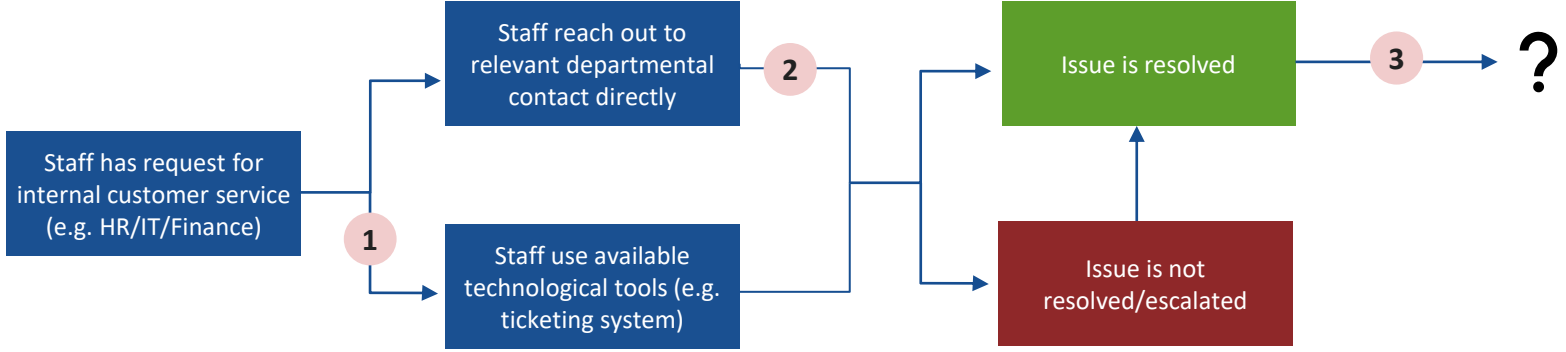 Staff has request for
internal customer service
(e.g. HR/IT/Finance)
1
Staff reach out to
relevant departmental
contact directly
2
Staff use available
technological tools (e.g.
ticketing system)
Issue is resolved
3
?
Issue is not
resolved/escalated